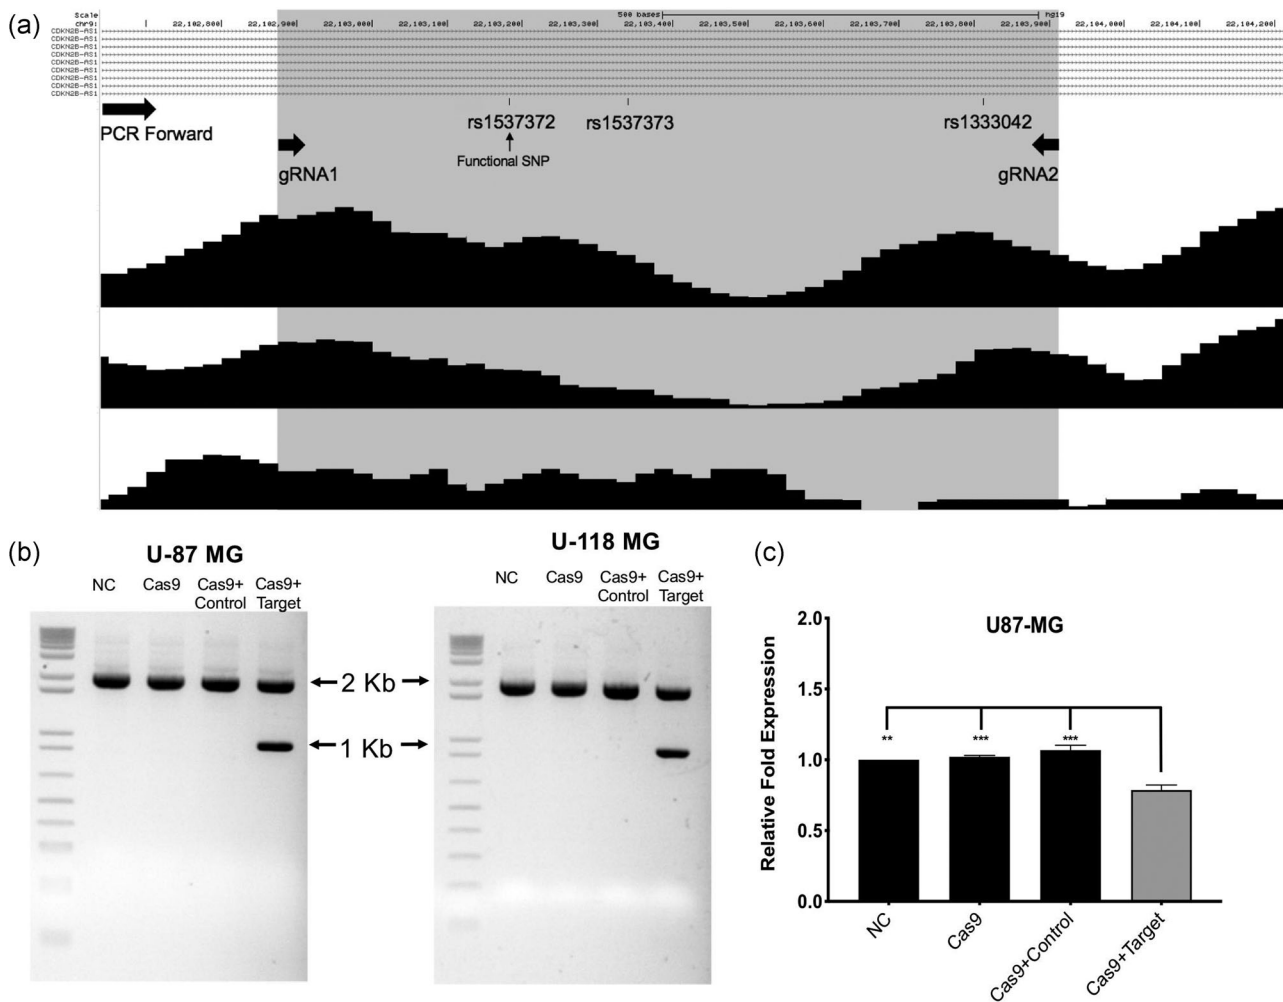 (a)
Scale
500 bases
hg19
chr9:
22,102,800
22,102,900
22,103,000
22,103,100
22,103,200
22,103,300
22,103,400
22,103,500
22,103,600
22,103,700
22,103,800
22,103,900
22,104,000
22,104,100
22,104,200
CDKN2B-AS1
CDKN2B-AS1
CDKN2B-AS1
CDKN2B-AS1
CDKN2B-AS1
CDKN2B-AS1
CDKN2B-AS1
CDKN2B-AS1
PCR Forward
rs1537372
rs1537373
rs1333042
Functional SNP
gRNA1
gRNA2
(b)
U-87 MG
NC
Cas9
Cas9+
Control
Cas9+
Target
U-118 MG
NC
Cas9
Cas9+
Control
Cas9+
Target
2 Kb
1 Kb
(c)
U87-MG
Relative Fold Expression
2.0
1.5
1.0
0.5
0.0
**
***
***
NC
Cas9
Cas9+Control
Cas9+Target